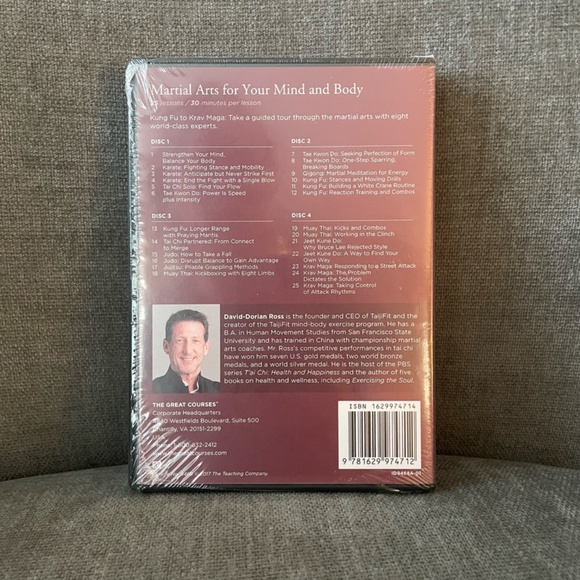 Martial Arts for Your Mind and Body
25 lessons / 30 minutes per lesson
Kung Fu to Krav Maga: Take a guided tour through the martial arts with eight
world-class experts.
DISC 1
1 Strengthen Your Mind,
Balance Your Body
2 Karate: Fighting Stance and Mobility
3 Karate: Anticipate but Never Strike First
4 Karate: End the Fight with a Single Blow
5 Tai Chi Solo: Find Your Flow
6 Tae Kwon Do: Power Is Speed
plus Intensity
DISC 2
7 Tae Kwon Do: Seeking Perfection of Form
8 Tae Kwon Do: One-Step Sparring,
Breaking Boards
9 Qigong: Martial Meditation for Energy
10 Kung Fu: Stances and Moving Drills
11 Kung Fu: Building a White Crane Routine
12 Kung Fu: Reaction Training and Combos
DISC 3
13 Kung Fu: Longer Range
with Praying Mantis
14 Tai Chi Partnered: From Connect
to Merge
15 Judo: How to Take a Fall
16 Judo: Disrupt Balance to Gain Advantage
17 Jujitsu: Pliable Grappling Methods
18 Muay Thai: Kickboxing with Eight Limbs
DISC 4
19 Muay Thai: Kicks and Combos
20 Muay Thai: Working in the Clinch
21 Jeet Kune Do:
Why Bruce Lee Rejected Style
22 Jeet Kune Do: A Way to Find Your
Own Way
23 Krav Maga: Responding to a Street Attack
24 Krav Maga: The Problem
Dictates the Solution
25 Krav Maga: Taking Control
of Attack Rhythms
David-Dorian Ross is the founder and CEO of TaijiFit and the
creator of the TaijiFit mind-body exercise program. He has a
B.A. in Human Movement Studies from San Francisco State
University and has trained in China with championship martial
arts coaches. Mr. Ross's competitive performances in tai chi
have won him seven U.S. gold medals, two world bronze
medals, and a world silver medal. He is the host of the PBS
series T'ai Chi: Health and Happiness and the author of five
books on health and wellness, including Exercising the Soul.
THE GREAT COURSES®
Corporate Headquarters
4840 Westfields Boulevard, Suite 500
Chantilly, VA 20151-2299
USA
Phone: 1-800-832-2412
www.thegreatcourses.com
©2017 The Teaching Company.
ISBN 1629974714
9 781629 974712